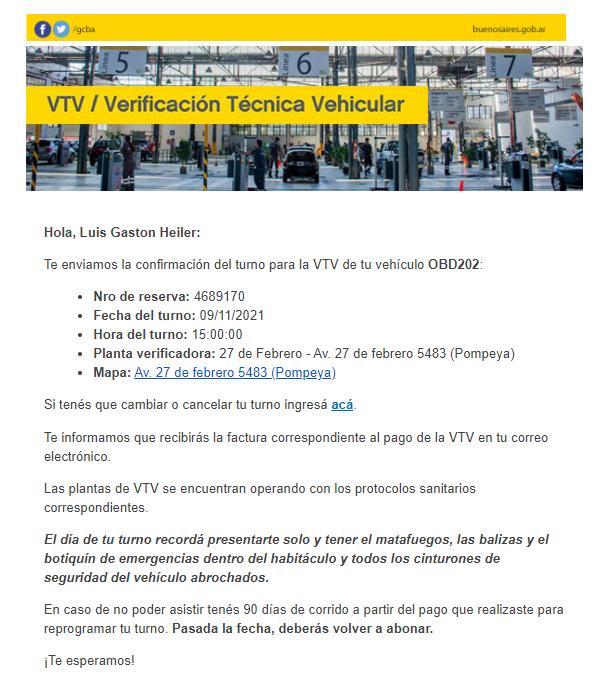 /gcba
buenosaires.gob.ar
Linea 5
Linea 6
Linea 7
VTV / Verificación Técnica Vehicular
Hola, Luis Gaston Heiler:
Te enviamos la confirmación del turno para la VTV de tu vehículo OBD202:
Nro de reserva: 4689170
Fecha del turno: 09/11/2021
Hora del turno: 15:00:00
Planta verificadora: 27 de Febrero - Av. 27 de febrero 5483 (Pompeya)
Mapa: Av. 27 de febrero 5483 (Pompeya)
Si tenés que cambiar o cancelar tu turno ingresá acá.
Te informamos que recibirás la factura correspondiente al pago de la VTV en tu correo
electrónico.
Las plantas de VTV se encuentran operando con los protocolos sanitarios
correspondientes.
El día de tu turno recordá presentarte solo y tener el matafuegos, las balizas y el
botiquín de emergencias dentro del habitáculo y todos los cinturones de
seguridad del vehículo abrochados.
En caso de no poder asistir tenés 90 días de corrido a partir del pago que realizaste para
reprogramar tu turno. Pasada la fecha, deberás volver a abonar.
¡Te esperamos!